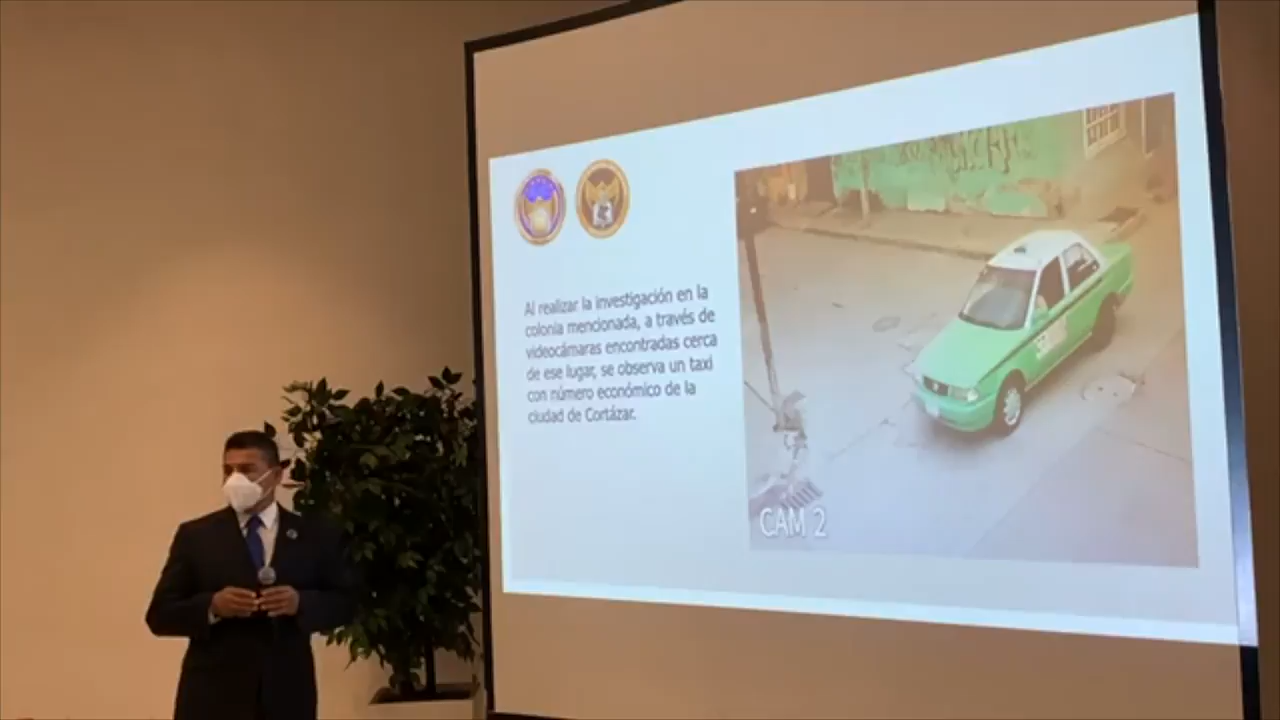 Al realizar la investigación en la
colonia mencionada, a través de
videocámaras encontradas cerca
de ese lugar, se observa un taxi
con número económico de la
ciudad de Cortázar.
CAM 2